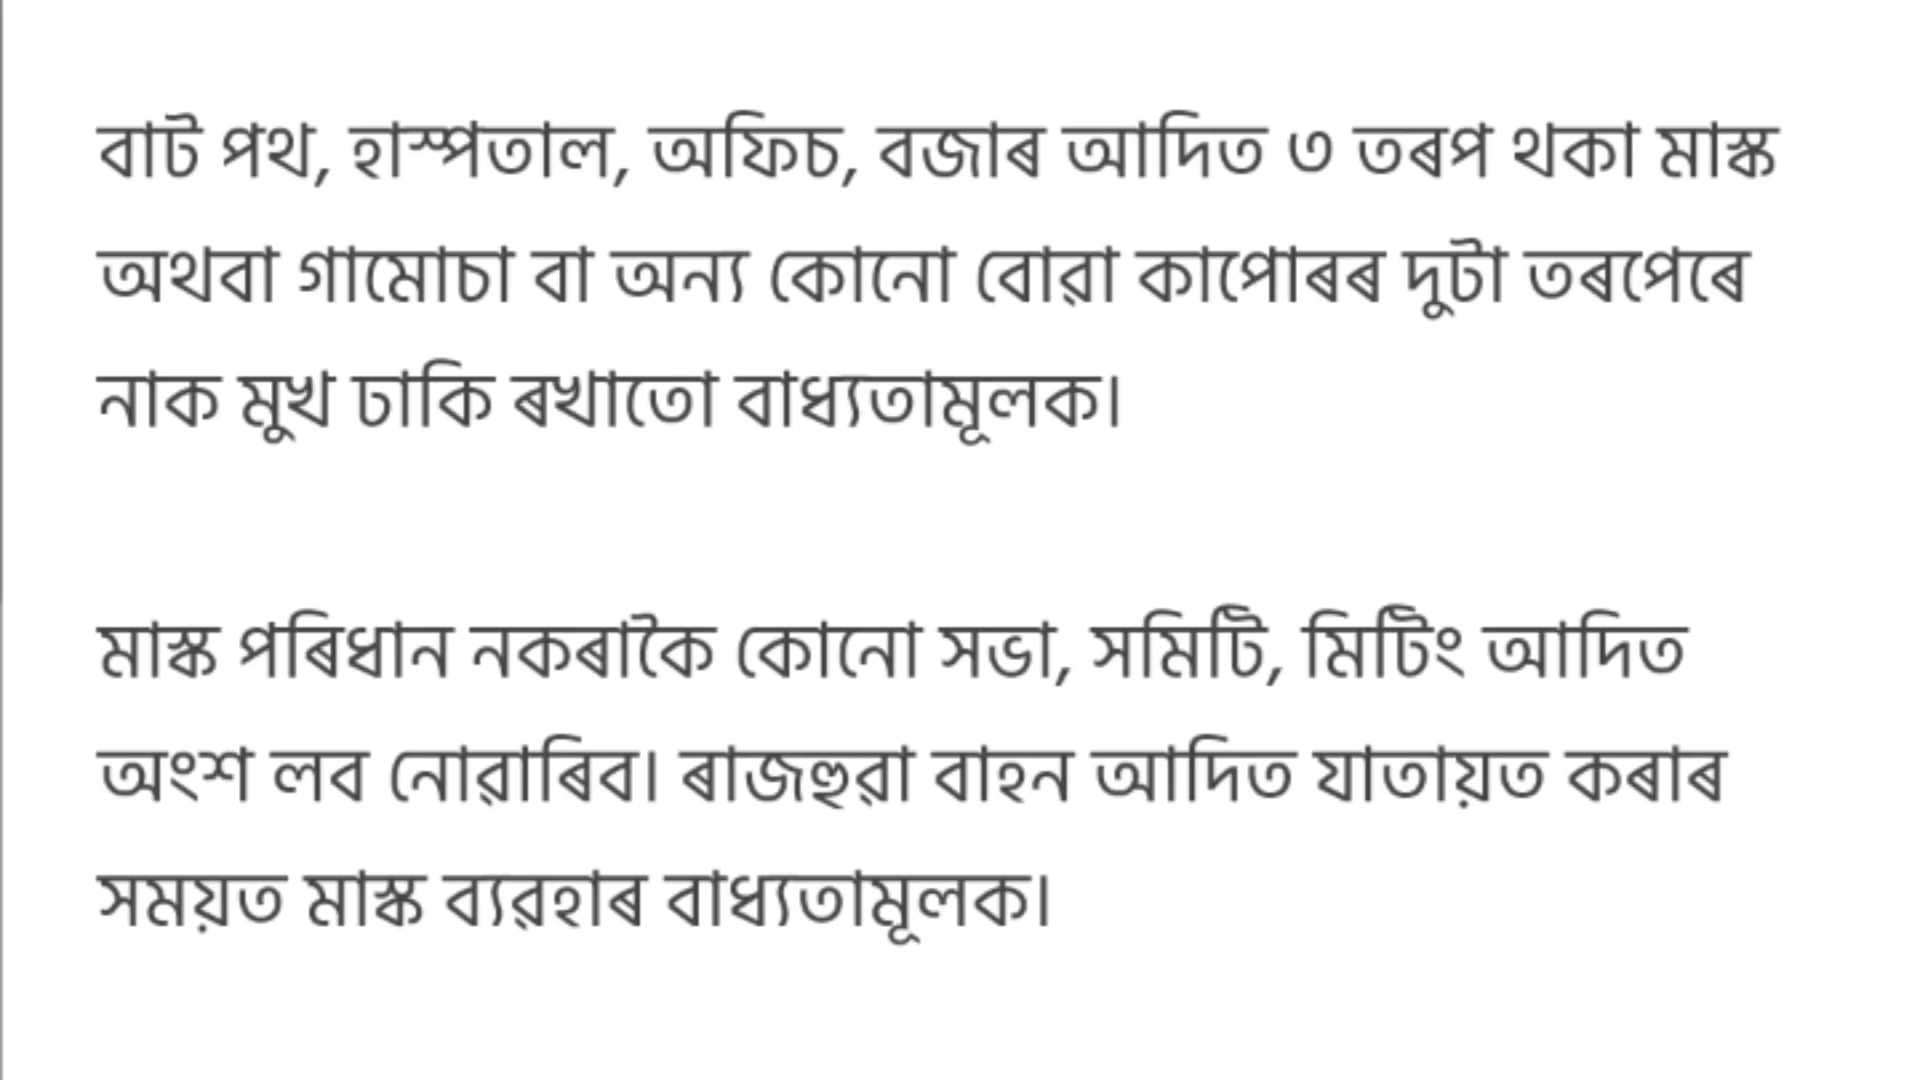 বাট পথ, হাস্পতাল, অফিচ, বজাৰ আদিত ৩ তৰপ থকা মাস্ক
অথবা গামোচা বা অন্য কোনো বোৱা কাপোৰৰ দুটা তৰপেৰে
নাক মুখ ঢাকি ৰখাতো বাধ্যতামূলক।
মাস্ক পৰিধান নকৰাকৈ কোনো সভা, সমিটি, মিটিং আদিত
অংশ লব নোৱাৰিব। ৰাজহুৱা বাহন আদিত যাতায়ত কৰাৰ
সময়ত মাস্ক ব্যৱহাৰ বাধ্যতামূলক।